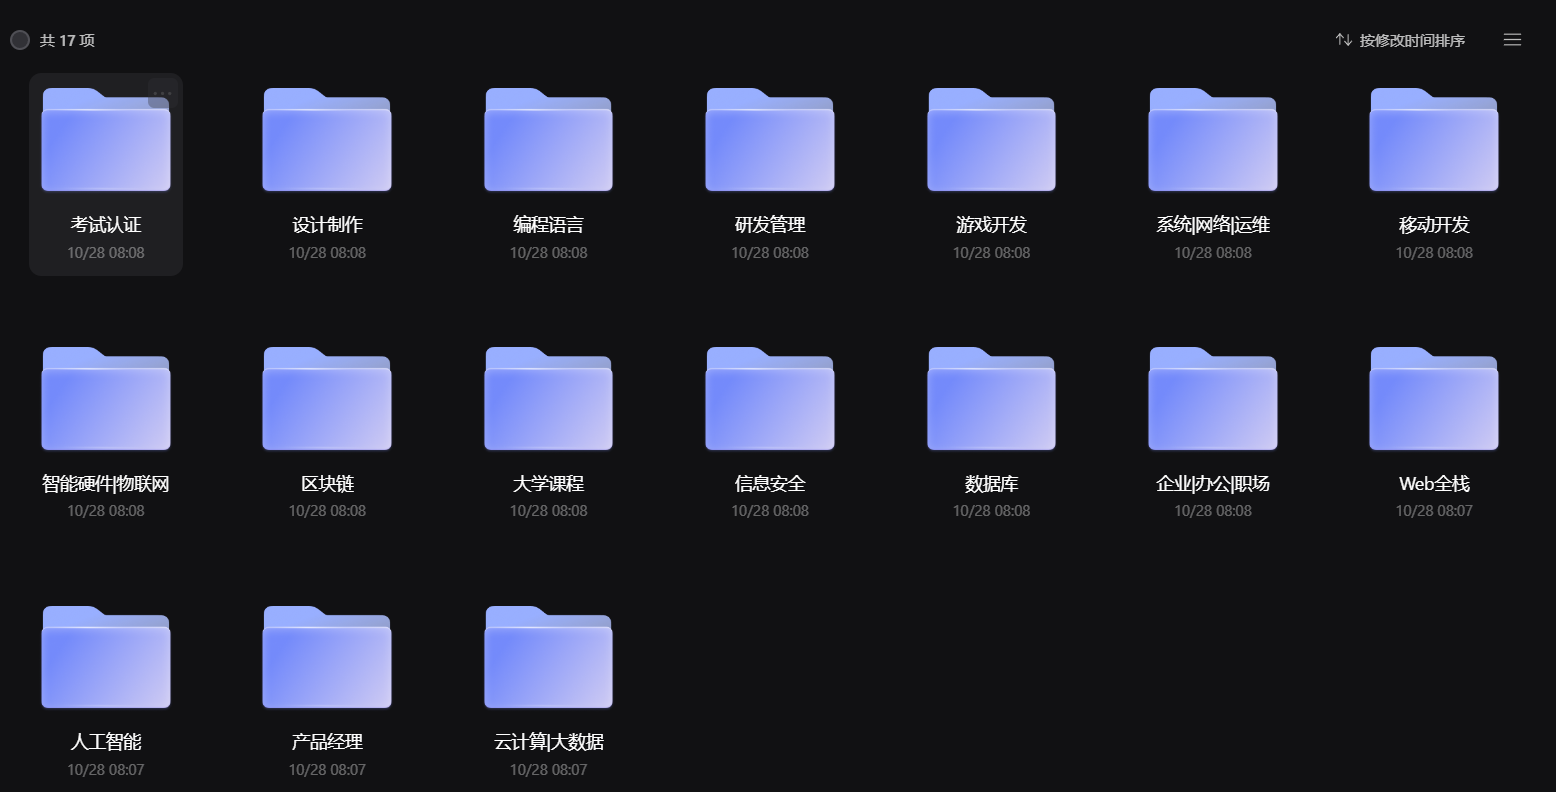 共 17 项
按修改时间排序
考试认证
10/28 08:08
设计制作
10/28 08:08
编程语言
10/28 08:08
研发管理
10/28 08:08
游戏开发
10/28 08:08
系统|网络|运维
10/28 08:08
移动开发
10/28 08:08
智能硬件|物联网
10/28 08:08
区块链
10/28 08:08
大学课程
10/28 08:08
信息安全
10/28 08:08
数据库
10/28 08:08
企业|办公|职场
10/28 08:08
Web全栈
10/28 08:07
人工智能
10/28 08:07
产品经理
10/28 08:07
云计算|大数据
10/28 08:07